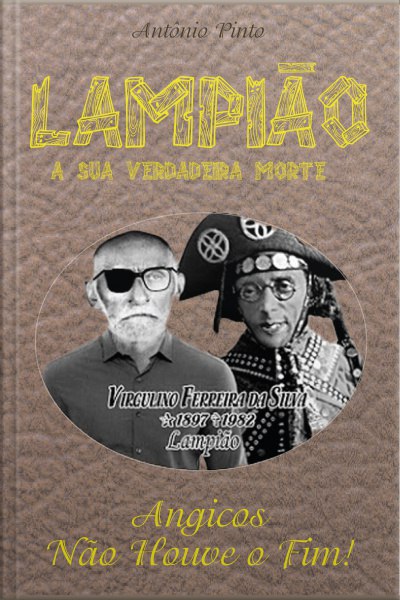 Antônio Pinto
LAMPIÃO
A SUA VERDADEIRA MORTE
VIRGULINO FERREIRA DA SILVA
☆1897 ✞1982
Lampião
Angicos
Não Houve o Fim!